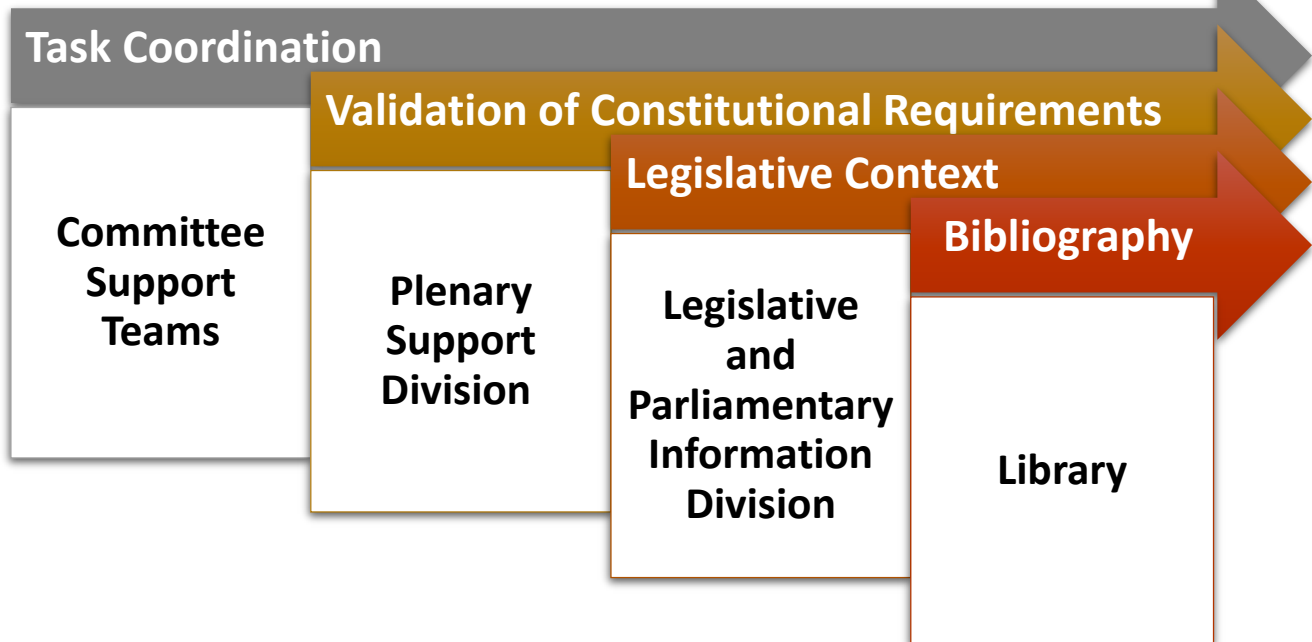 Task Coordination
Committee
Support
Teams
Validation of Constitutional Requirements
Plenary
Support
Division
Legislative Context
Legislative
and
Parliamentary
Information
Division
Bibliography
Library